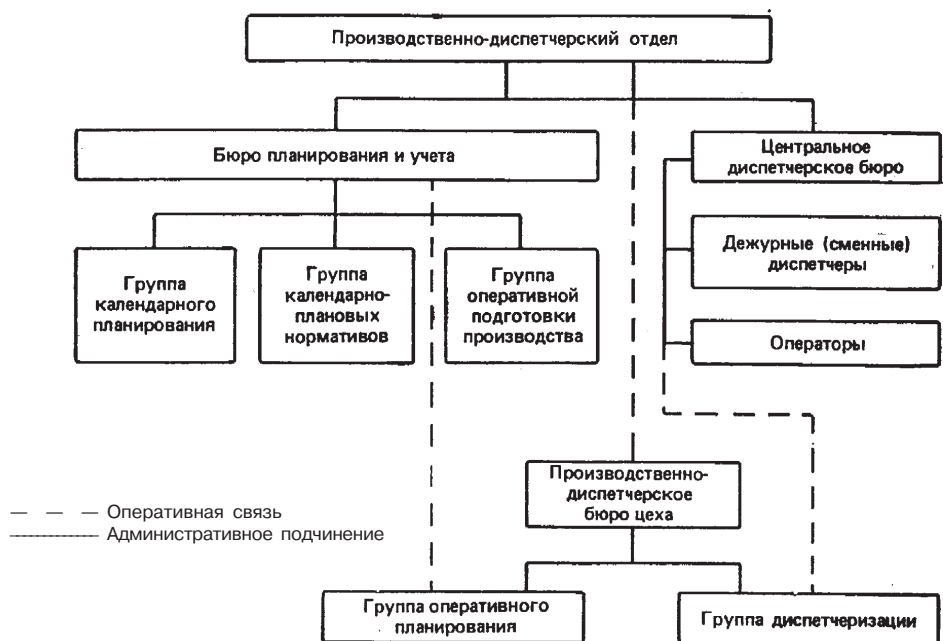 Производственно-диспетчерский отдел
Бюро планирования и учета
Центральное
диспетчерское бюро
Дежурные (сменные)
диспетчеры
Операторы
Группа
календарного
планирования
Группа
календарно-
плановых
нормативов
Группа
оперативной
подготовки
производства
Производственно-
диспетчерское
бюро цеха
Оперативная связь
Административное подчинение
Группа оперативного
планирования
Группа диспетчеризации